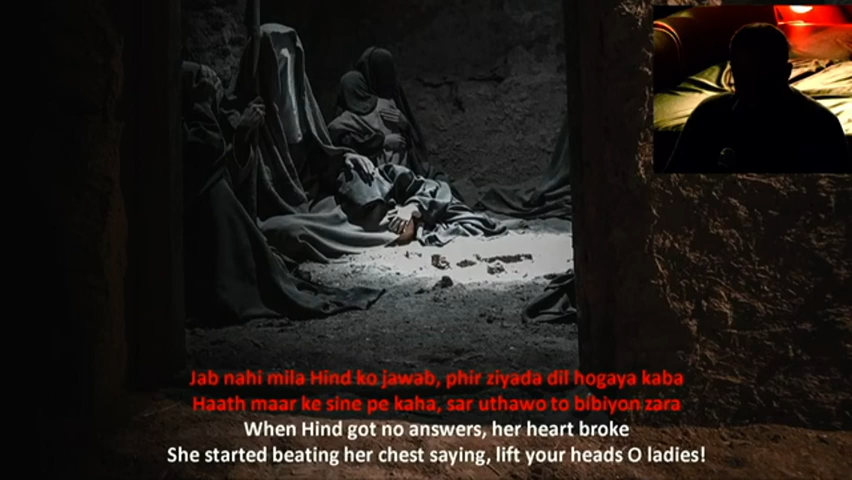 Jab nahi mila Hind ko jawab, phir ziyada dil hogaya kaba
Haath maar ke sine pe kaha, sar uthawo to bibiyon zara
When Hind got no answers, her heart broke
She started beating her chest saying, lift your heads O ladies!